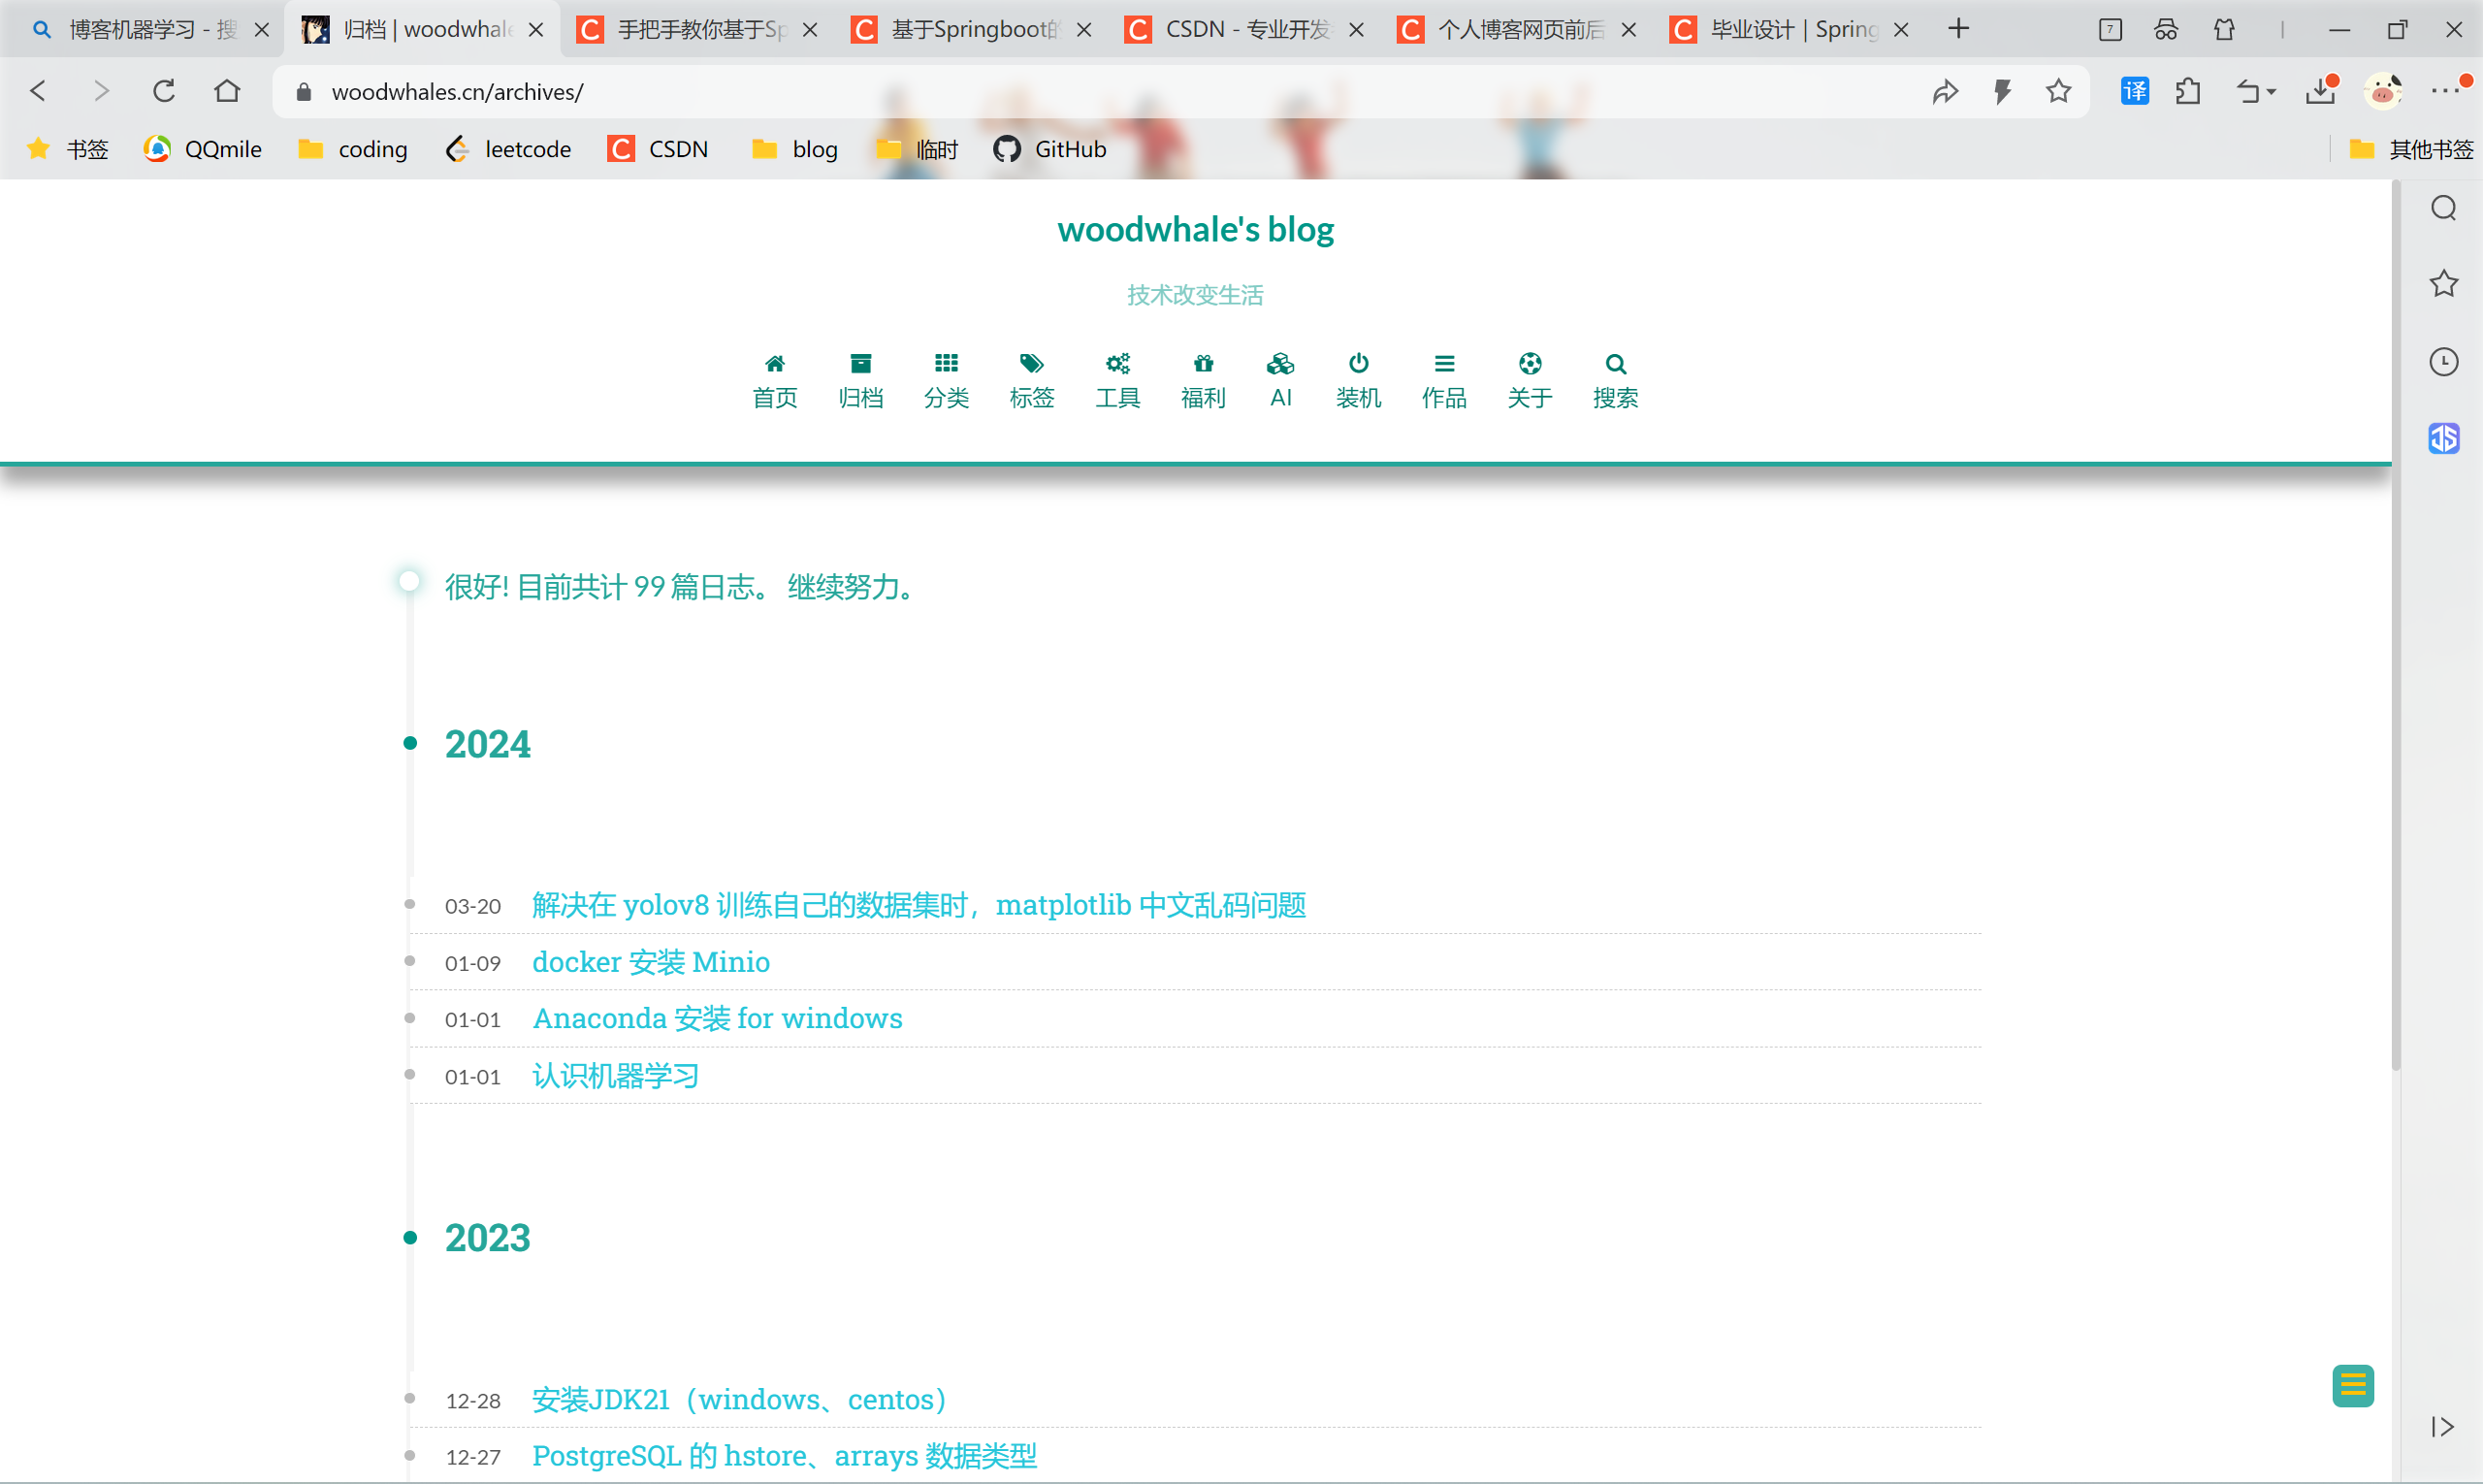 博客机器学习 - 搜
归档 | woodwhale
手把手教你基于Sp
基于Springboot的
CSDN - 专业开发
个人博客网页前后
毕业设计 | Spring
7
woodwhales.cn/archives/
译
书签
QQmile
coding
leetcode
CSDN
blog
临时
GitHub
其他书签
woodwhale's blog
技术改变生活
首页 归档 分类 标签 工具 福利 AI 装机 作品 关于 搜索
很好! 目前共计 99 篇日志。 继续努力。
2024
03-20 解决在 yolov8 训练自己的数据集时，matplotlib 中文乱码问题
01-09 docker 安装 Minio
01-01 Anaconda 安装 for windows
01-01 认识机器学习
2023
12-28 安装JDK21（windows、centos）
12-27 PostgreSQL 的 hstore、arrays 数据类型